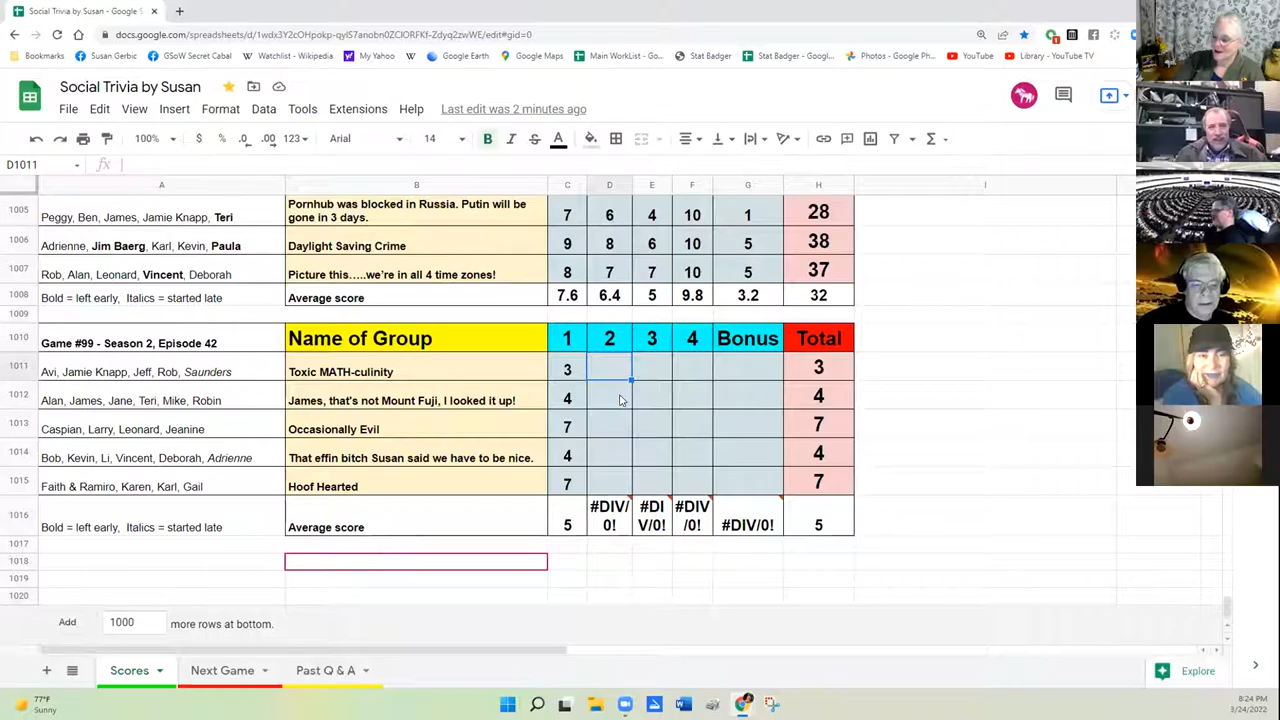 Social Trivia by Susan - Google S
docs.google.com/spreadsheets/d/1wdx3Y2cOHpokp-qyIS7anobn0ZCIORFKf-Zdyq2zwWE/edit#gid=0
Bookmarks Susan Gerbic GSoW Secret Cabal Watchlist - Wikipedia My Yahoo Google Earth Google Maps Main WorkList - Go... Stat Badger Stat Badger - Googl... Photos - Google Ph... YouTube Library - YouTube TV
Social Trivia by Susan
File Edit View Insert Format Data Tools Extensions Help Last edit was 2 minutes ago
100% $ % .0 .00 123 Arial 14 B I S A
D1011
A B C D E F G H I
1005 Peggy, Ben, James, Jamie Knapp, Teri Pornhub was blocked in Russia. Putin will be gone in 3 days. 7 6 4 10 1 28
1006 Adrienne, Jim Baerg, Karl, Kevin, Paula Daylight Saving Crime 9 8 6 10 5 38
1007 Rob, Alan, Leonard, Vincent, Deborah Picture this.....we're in all 4 time zones! 8 7 7 10 5 37
1008 Bold = left early, Italics = started late Average score 7.6 6.4 5 9.8 3.2 32
1009
1010 Game #99 - Season 2, Episode 42 Name of Group 1 2 3 4 Bonus Total
1011 Avi, Jamie Knapp, Jeff, Rob, Saunders Toxic MATH-culinity 3 3
1012 Alan, James, Jane, Teri, Mike, Robin James, that's not Mount Fuji, I looked it up! 4 4
1013 Caspian, Larry, Leonard, Jeanine Occasionally Evil 7 7
1014 Bob, Kevin, Li, Vincent, Deborah, Adrienne That effin bitch Susan said we have to be nice. 4 4
1015 Faith & Ramiro, Karen, Karl, Gail Hoof Hearted 7 7
1016 Bold = left early, Italics = started late Average score 5 #DIV/0! #DIV/0! #DIV/0! #DIV/0! 5
1017
1018
1019
1020
Add 1000 more rows at bottom.
Scores Next Game Past Q & A Explore
77°F
Sunny
8:24 PM
3/24/2022